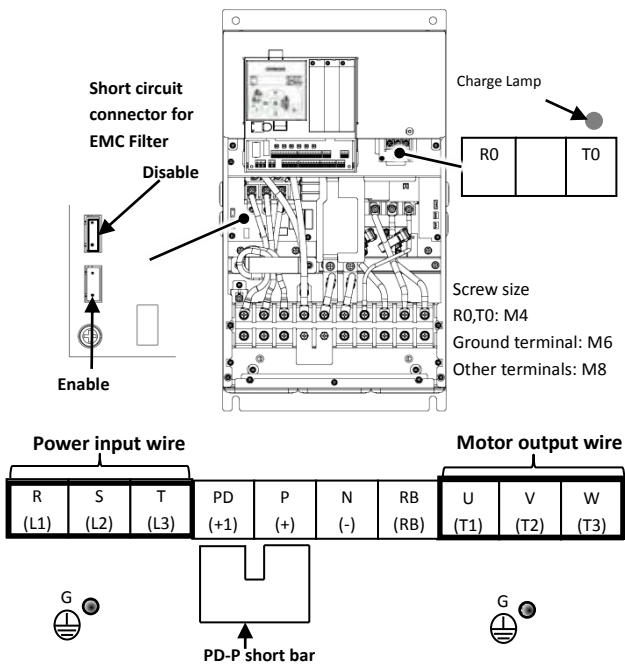 Short circuit
connector for
EMC Filter
Disable
Enable
Charge Lamp
R0 T0
Screw size
R0,T0: M4
Ground terminal: M6
Other terminals: M8
Power input wire
Motor output wire
R S T PD P N RB U V W
(L1) (L2) (L3) (+1) (+) (-) (RB) (T1) (T2) (T3)
G
G
PD-P short bar